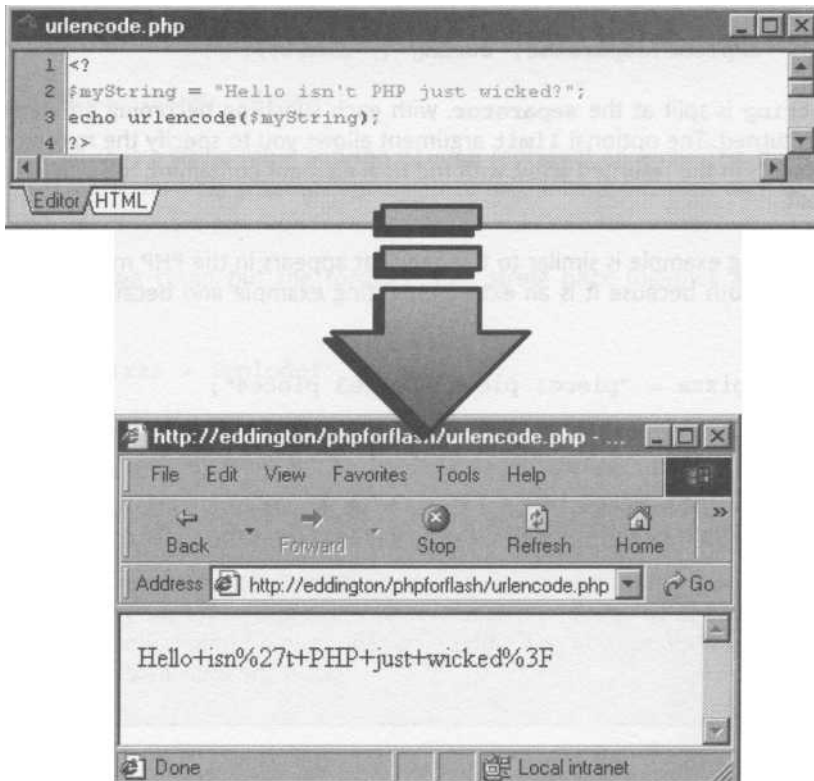 urlencode.php
1 <?
2 $myString = "Hello isn't PHP just wicked?";
3 echo urlencode($myString);
4 ?>
Editor HTML
http://eddington/phpforflash/urlencode.php - ...
File Edit View Favorites Tools Help
Back Forward Stop Refresh Home »
Address http://eddington/phpforflash/urlencode.php Go
Hello+isn%27t+PHP+just+wicked%3F
Done Local intranet